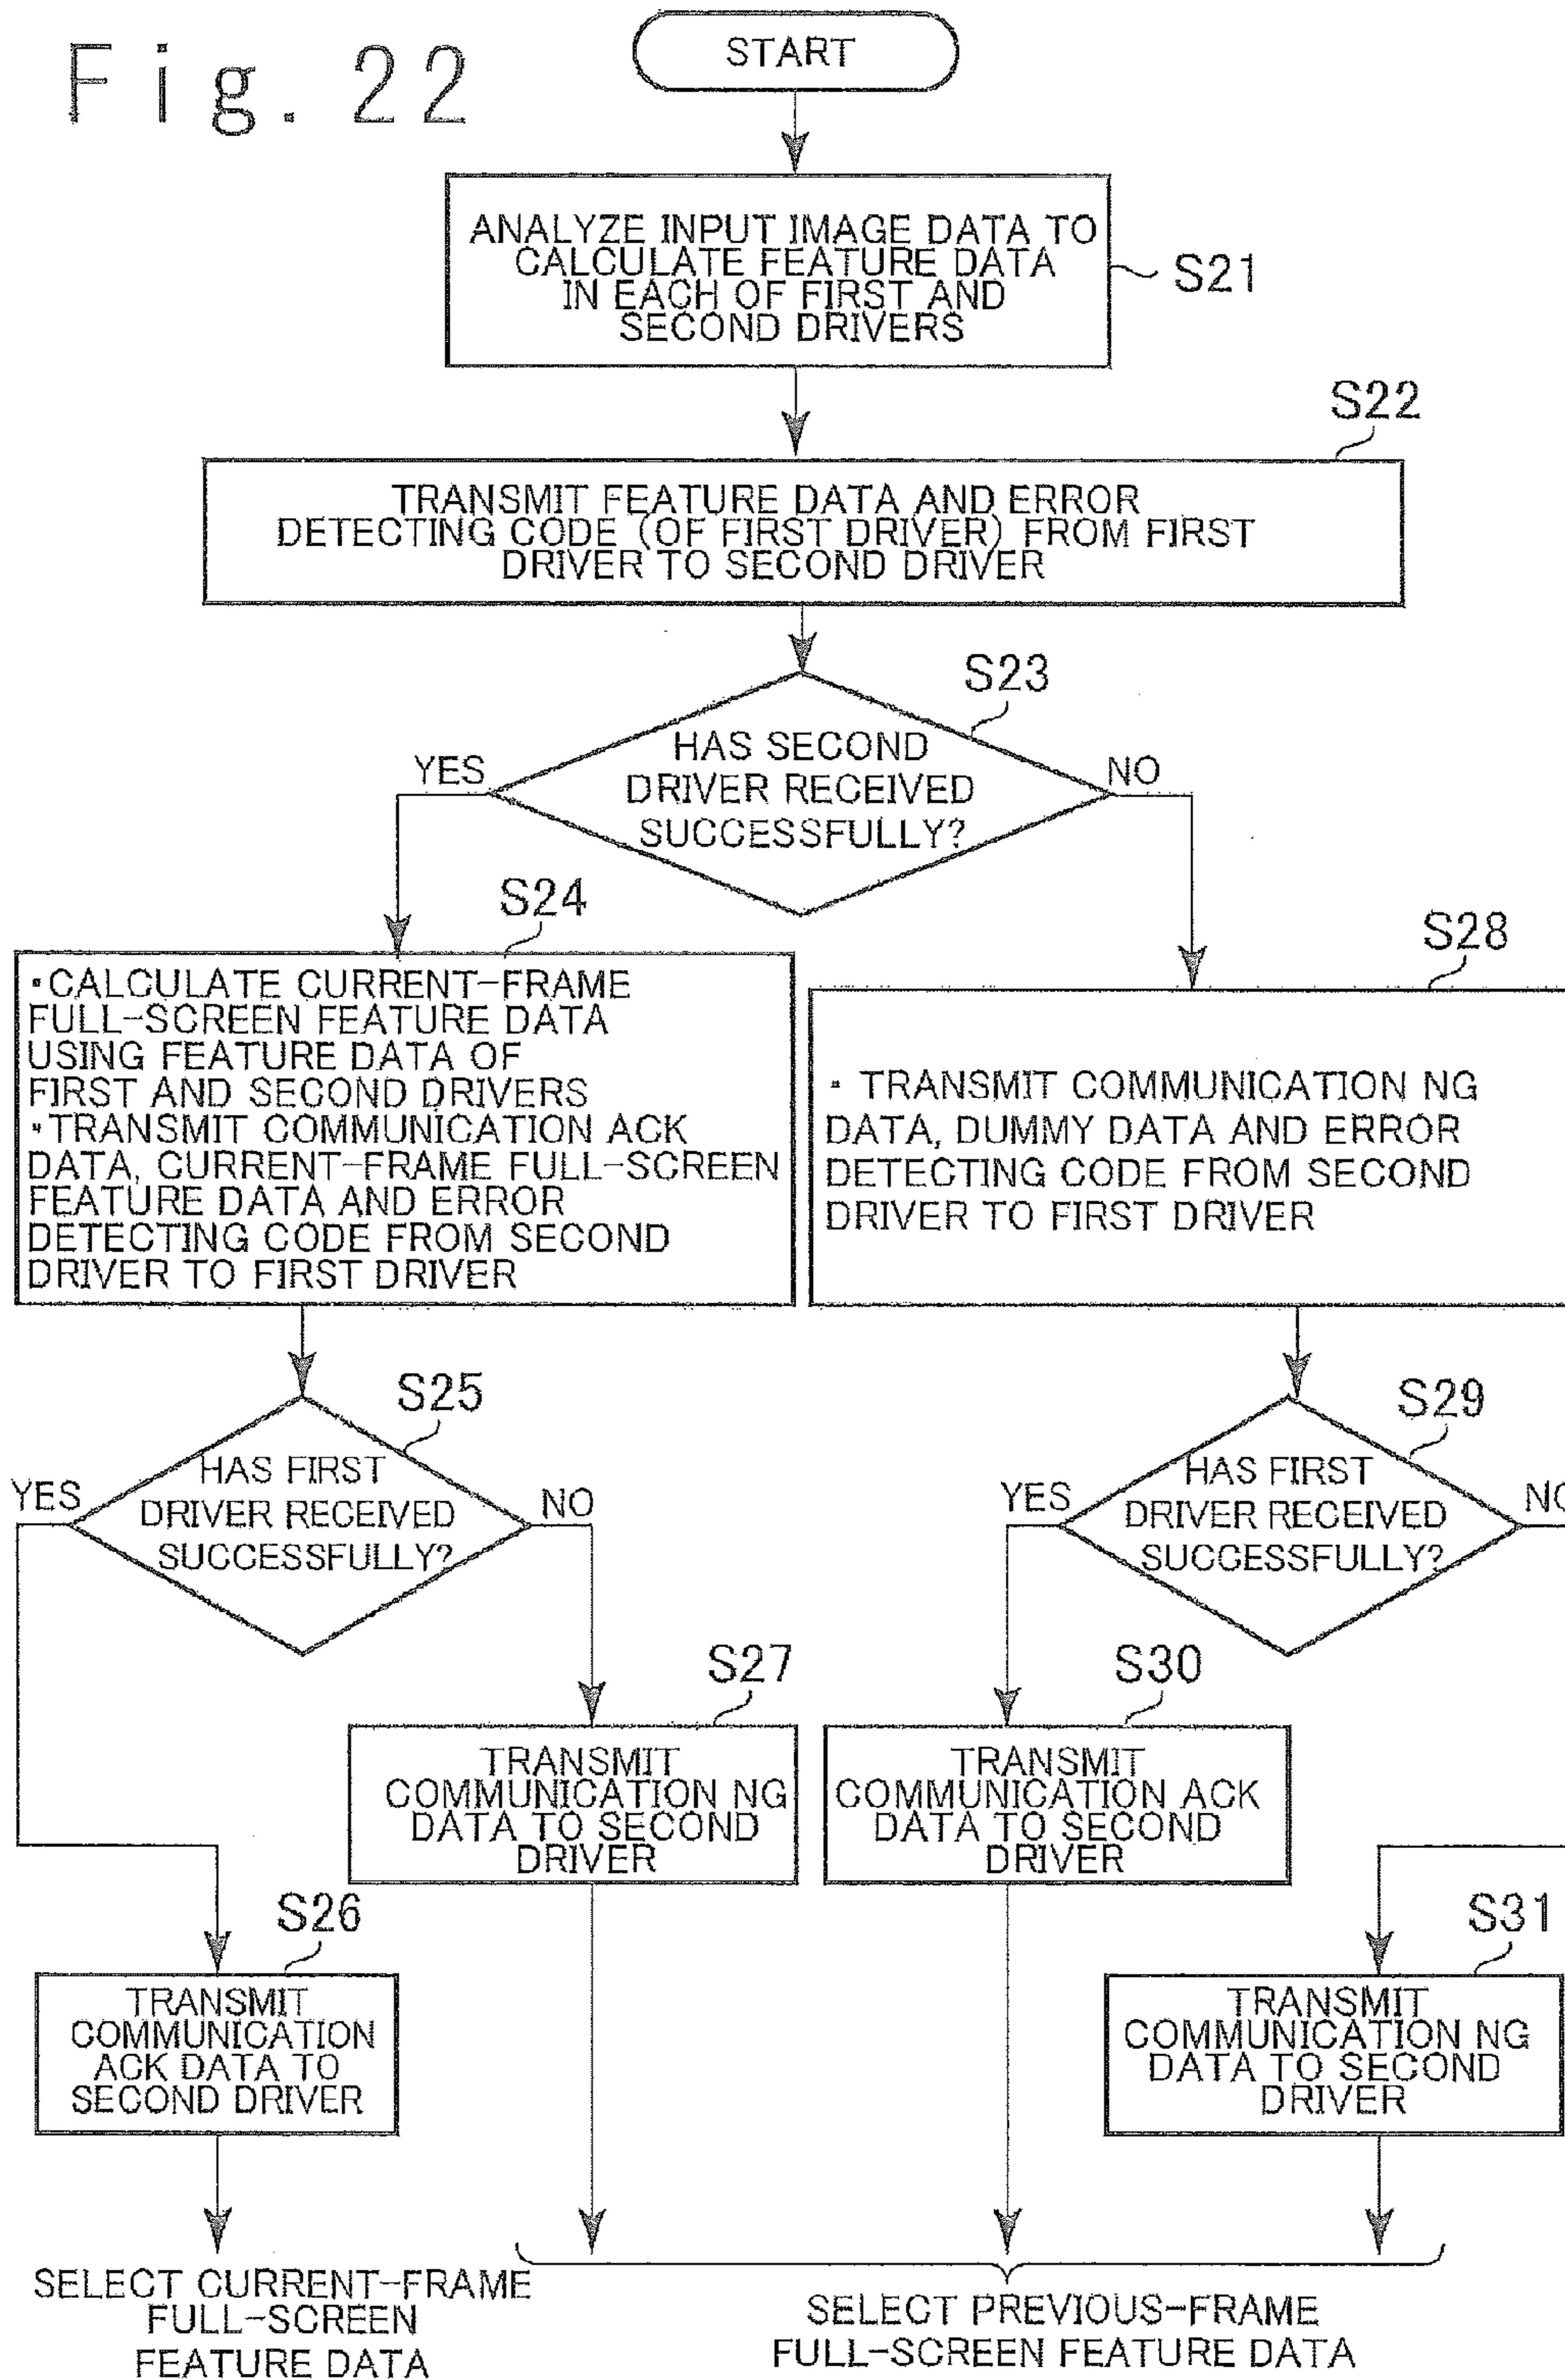 Fig. 22
START
ANALYZE INPUT IMAGE DATA TO
CALCULATE FEATURE DATA
IN EACH OF FIRST AND
SECOND DRIVERS
S21
S22
TRANSMIT FEATURE DATA AND ERROR
DETECTING CODE (OF FIRST DRIVER) FROM FIRST
DRIVER TO SECOND DRIVER
S23
HAS SECOND
DRIVER RECEIVED
SUCCESSFULLY?
YES
NO
S24
・CALCULATE CURRENT-FRAME
FULL-SCREEN FEATURE DATA
USING FEATURE DATA OF
FIRST AND SECOND DRIVERS
・TRANSMIT COMMUNICATION ACK
DATA, CURRENT-FRAME FULL-SCREEN
FEATURE DATA AND ERROR
DETECTING CODE FROM SECOND
DRIVER TO FIRST DRIVER
S28
・ TRANSMIT COMMUNICATION NG
DATA, DUMMY DATA AND ERROR
DETECTING CODE FROM SECOND
DRIVER TO FIRST DRIVER
S25
HAS FIRST
DRIVER RECEIVED
SUCCESSFULLY?
YES
NO
S29
HAS FIRST
DRIVER RECEIVED
SUCCESSFULLY?
YES
NO
S27
TRANSMIT
COMMUNICATION NG
DATA TO SECOND
DRIVER
S30
TRANSMIT
COMMUNICATION ACK
DATA TO SECOND
DRIVER
S26
TRANSMIT
COMMUNICATION
ACK DATA TO
SECOND DRIVER
S31
TRANSMIT
COMMUNICATION NG
DATA TO SECOND
DRIVER
SELECT CURRENT-FRAME
FULL-SCREEN
FEATURE DATA
SELECT PREVIOUS-FRAME
FULL-SCREEN FEATURE DATA